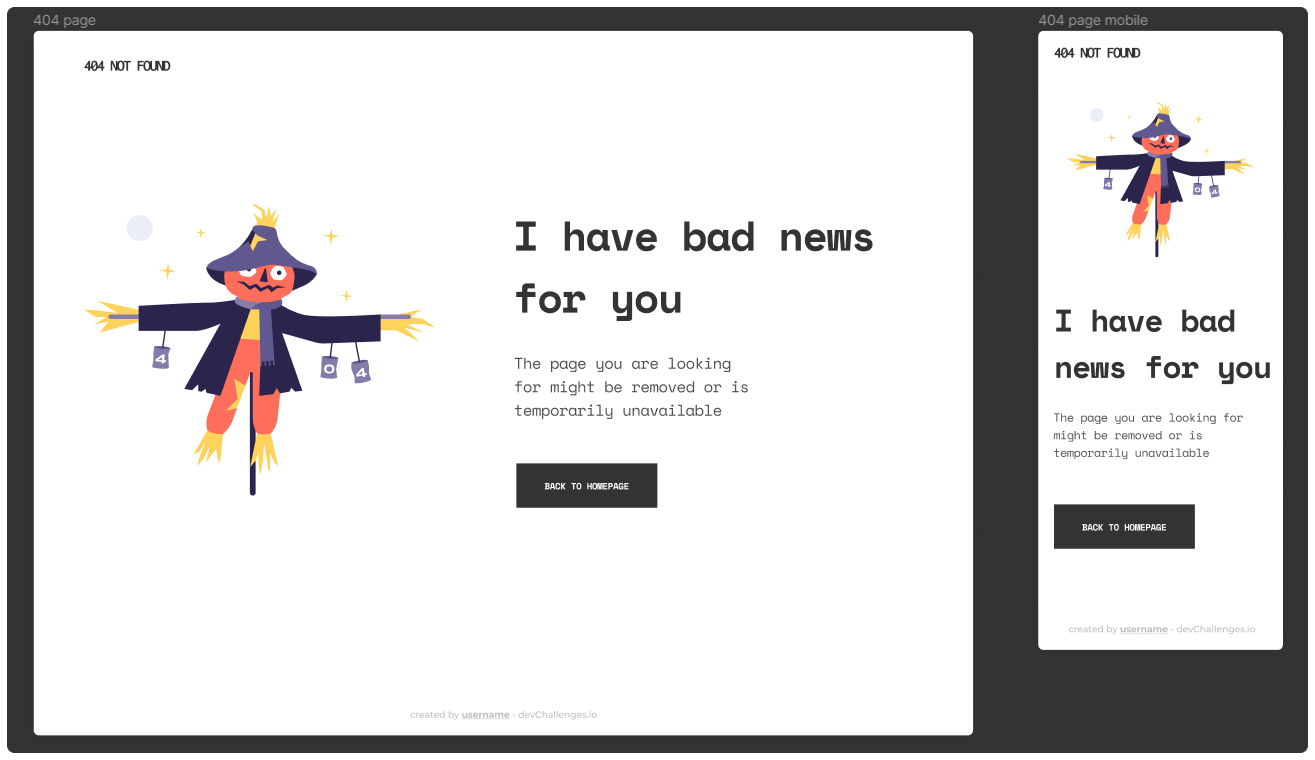 404 page
404 NOT FOUND
4
0
4
I have bad news
for you
The page you are looking
for might be removed or is
temporarily unavailable
BACK TO HOMEPAGE
created by username - devChallenges.io
404 page mobile
404 NOT FOUND
4
0
4
I have bad
news for you
The page you are looking for
might be removed or is
temporarily unavailable
BACK TO HOMEPAGE
created by username - devChallenges.io